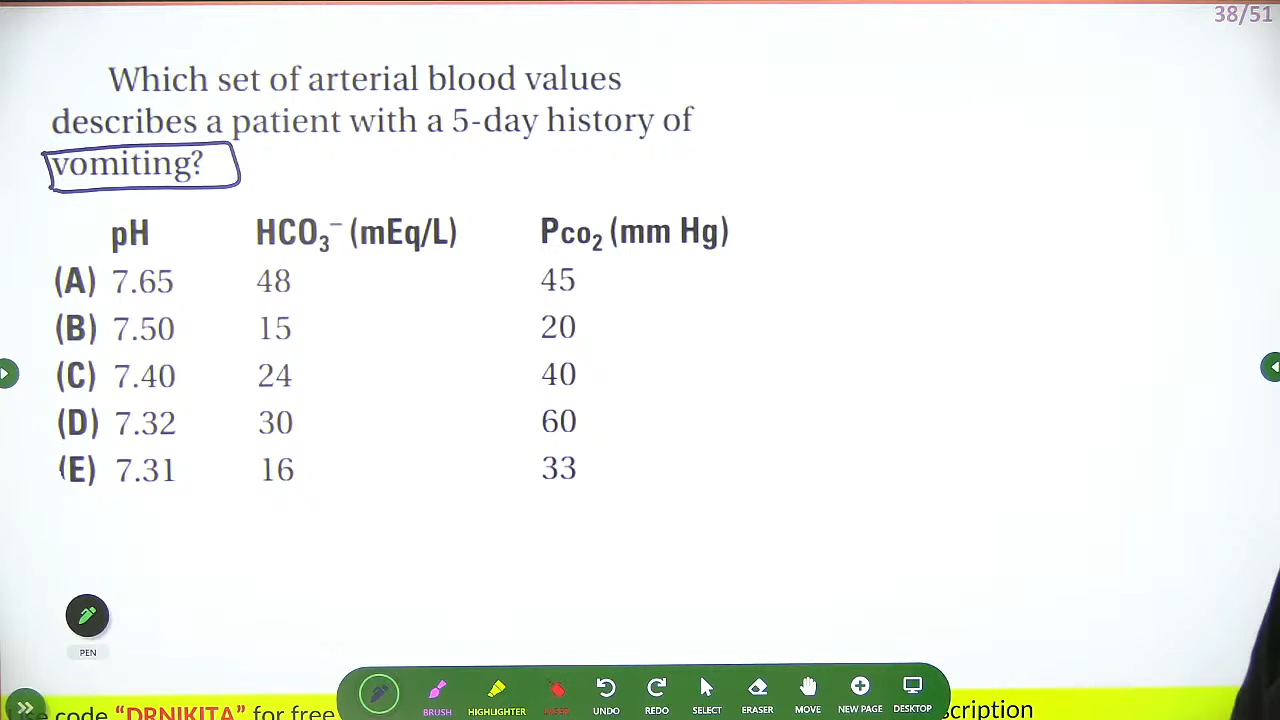 38/51
Which set of arterial blood values
describes a patient with a 5-day history of
vomiting?
pH HCO₃⁻ (mEq/L) Pco₂ (mm Hg)
(A) 7.65 48 45
(B) 7.50 15 20
(C) 7.40 24 40
(D) 7.32 30 60
(E) 7.31 16 33
PEN
BRUSH HIGHLIGHTER LASER UNDO REDO SELECT ERASER MOVE NEW PAGE DESKTOP
code "DRNIKITA" for free